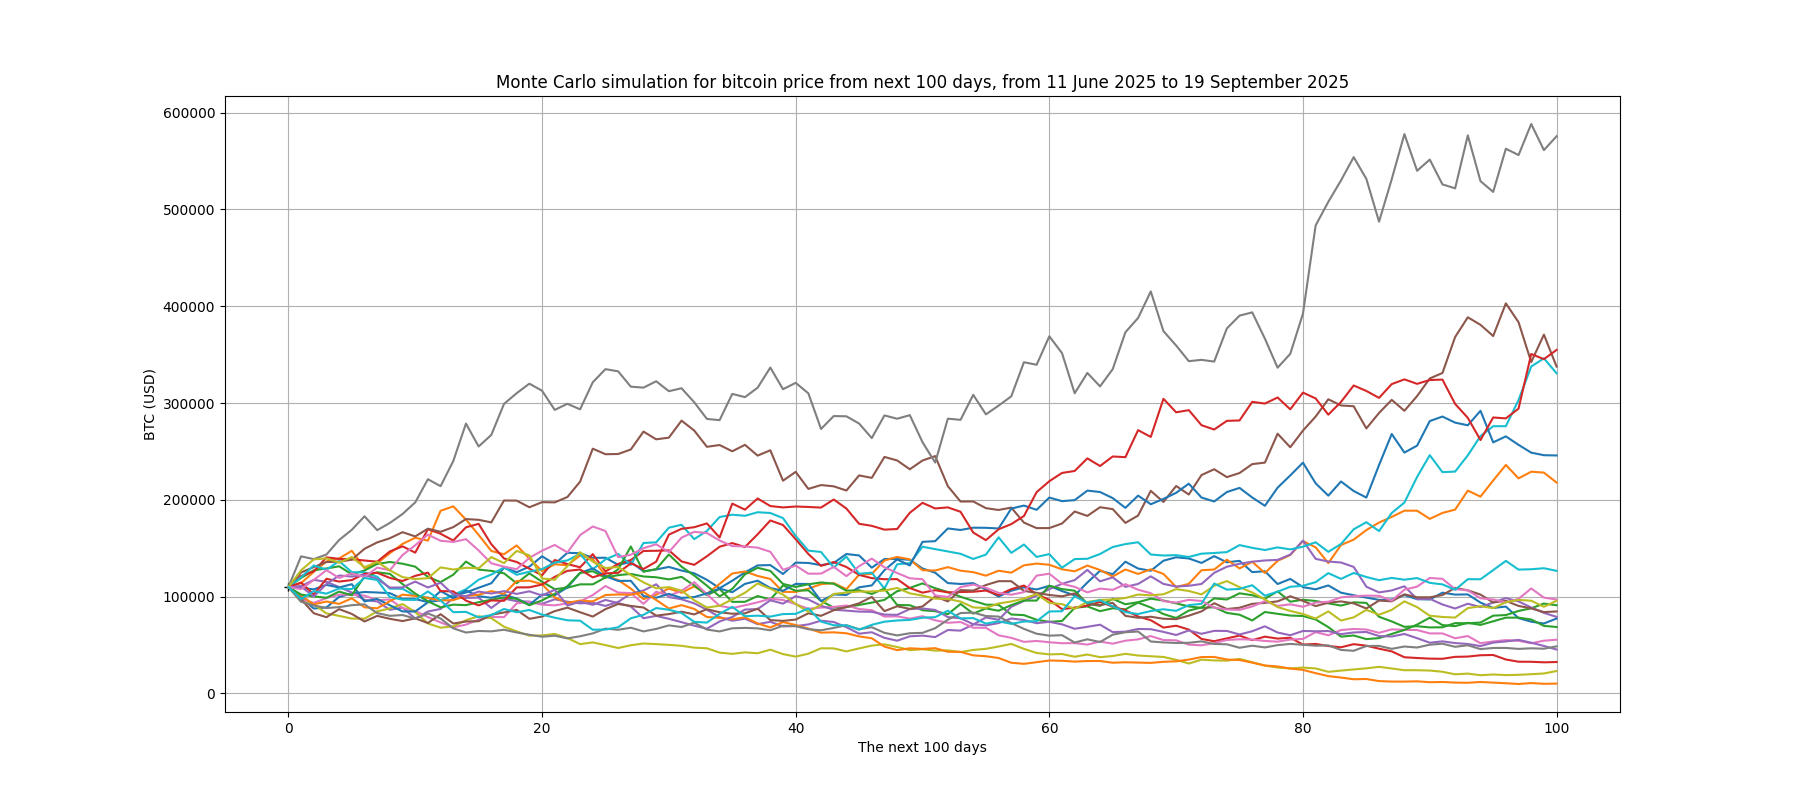 Monte Carlo simulation for bitcoin price from next 100 days, from 11 June 2025 to 19 September 2025
600000
500000
400000
300000
200000
100000
0
BTC (USD)
0 20 40 60 80 100
The next 100 days